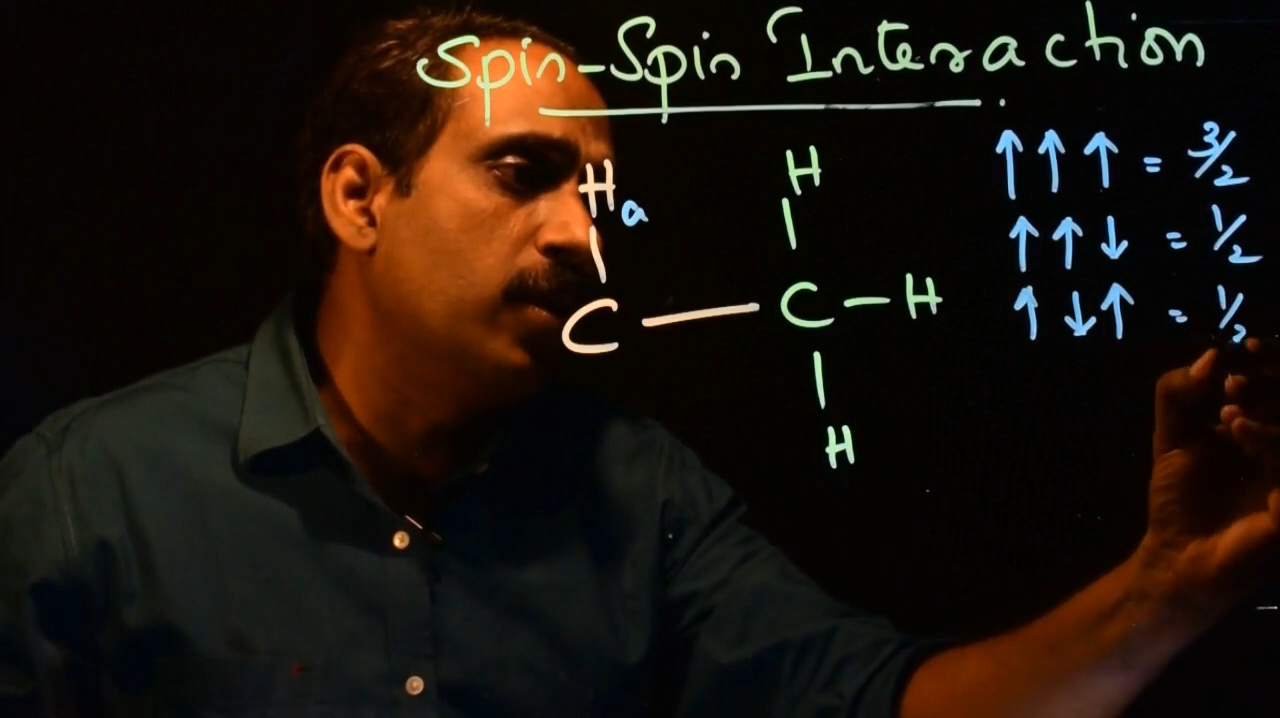 Spin-Spin Interaction
H
Ha
H
C — C — H
H
↑ ↑ ↑ = 3/2
↑ ↑ ↓ = 1/2
↑ ↓ ↑ = 1/2